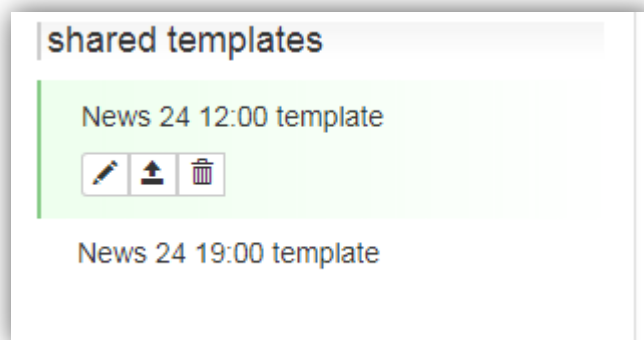 shared templates
News 24 12:00 template
News 24 19:00 template